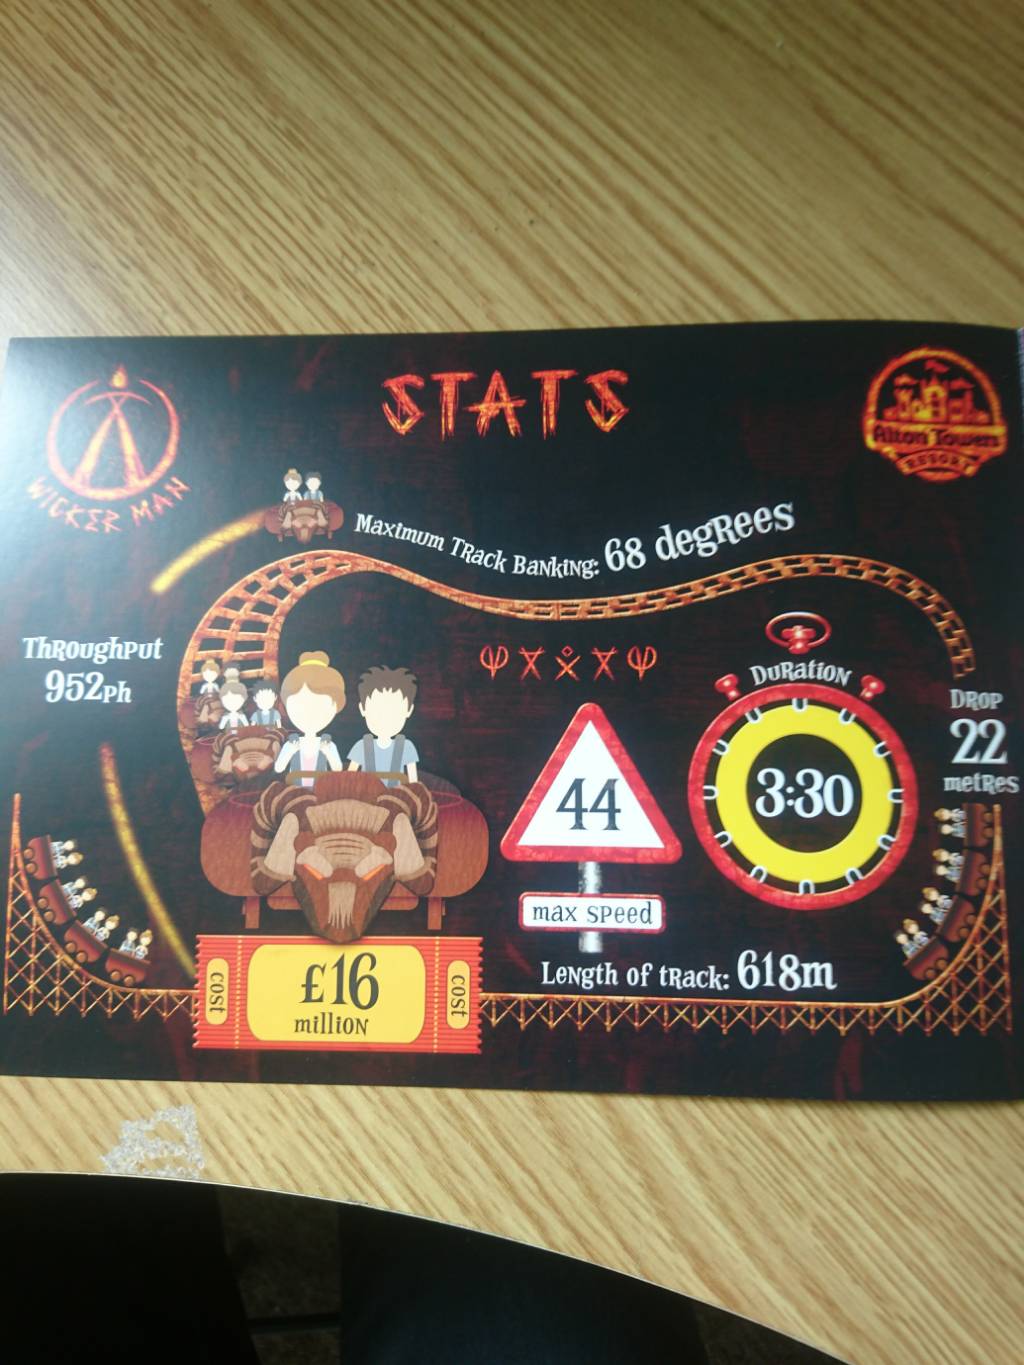 STATS
WICKER MAN
Alton Towers
RESORT
Maximum Track Banking: 68 degrees
Throughput
952ph
Duration
3:30
Drop
22
metres
44
max speed
Length of track: 618m
cost
£16
million
cost